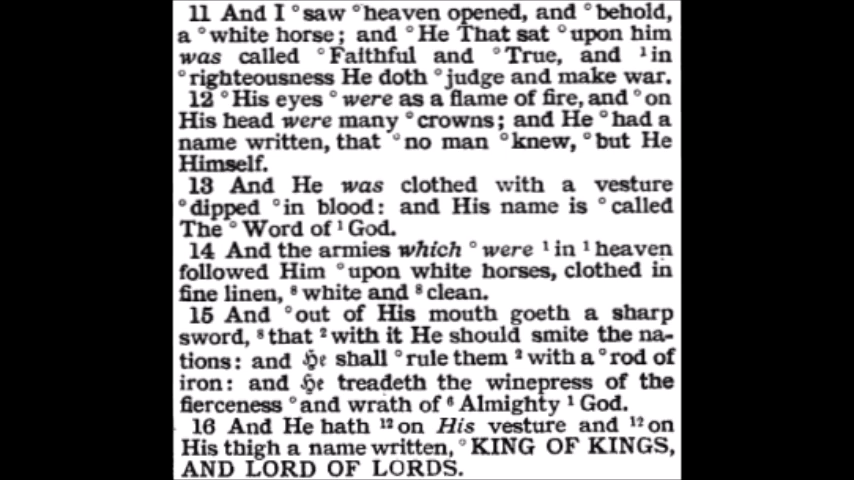 11 And I °saw °heaven opened, and °behold,
a °white horse; and °He That sat °upon him
was called °Faithful and °True, and ¹in
°righteousness He doth °judge and make war.
12 °His eyes °were as a flame of fire, and °on
His head were many °crowns; and He °had a
name written, that °no man °knew, °but He
Himself.
13 And He was clothed with a vesture
°dipped °in blood: and His name is °called
The °Word of ¹God.
14 And the armies which °were ¹in ¹heaven
followed Him °upon white horses, clothed in
fine linen, ⁸white and ⁸clean.
15 And °out of His mouth goeth a sharp
sword, ⁸that ²with it He should smite the na-
tions: and He shall °rule them ²with a °rod of
iron: and He treadeth the winepress of the
fierceness °and wrath of ⁶Almighty ¹God.
16 And He hath ¹²on His vesture and ¹²on
His thigh a name written, °KING OF KINGS,
AND LORD OF LORDS.